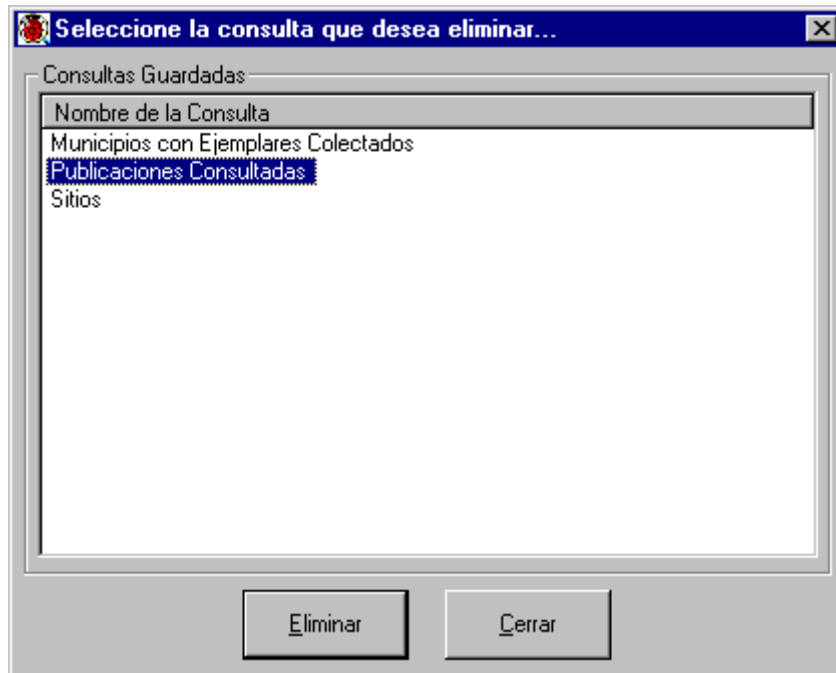 Seleccione la consulta que desea eliminar...
Consultas Guardadas
Nombre de la Consulta
Municipios con Ejemplares Colectados
Publicaciones Consultadas
Sitios
Eliminar
Cerrar